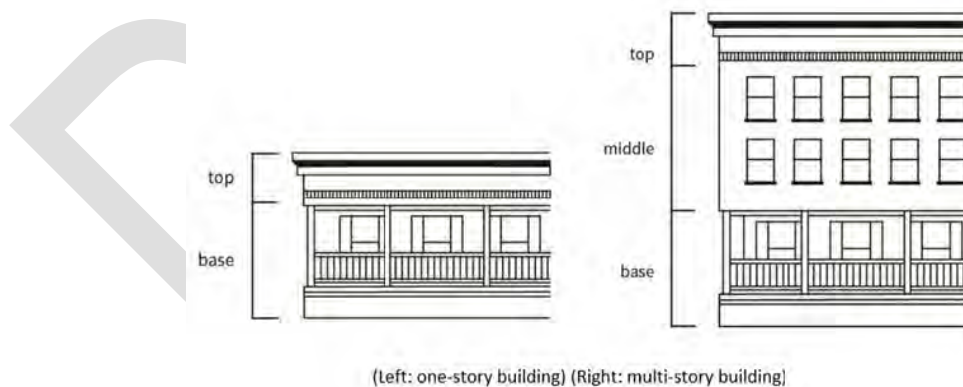 top
base
top
middle
base
(Left: one-story building) (Right: multi-story building)